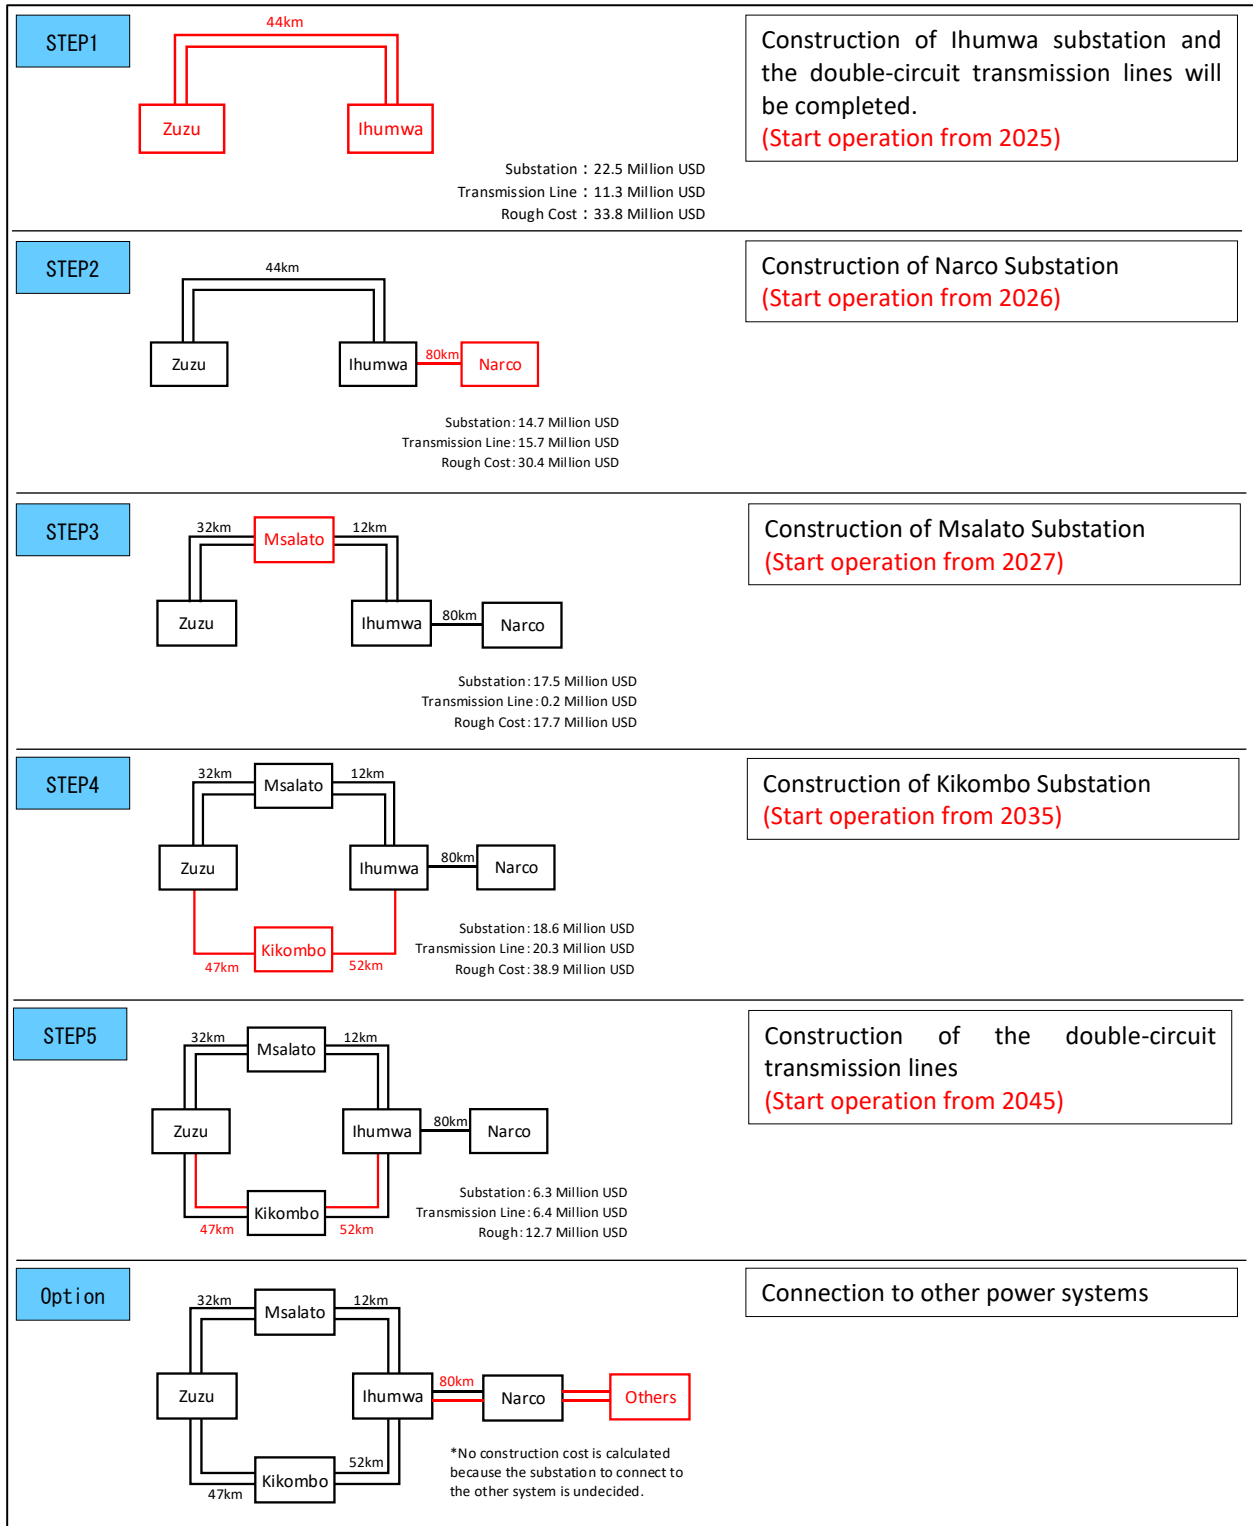 STEP1
44km
Zuzu
Ihumwa
Substation : 22.5 Million USD
Transmission Line : 11.3 Million USD
Rough Cost : 33.8 Million USD
Construction of Ihumwa substation and
the double-circuit transmission lines will
be completed.
(Start operation from 2025)
STEP2
44km
Zuzu
Ihumwa
80km
Narco
Substation: 14.7 Million USD
Transmission Line: 15.7 Million USD
Rough Cost: 30.4 Million USD
Construction of Narco Substation
(Start operation from 2026)
STEP3
32km
Msalato
12km
Zuzu
Ihumwa
80km
Narco
Substation: 17.5 Million USD
Transmission Line: 0.2 Million USD
Rough Cost: 17.7 Million USD
Construction of Msalato Substation
(Start operation from 2027)
STEP4
32km
Msalato
12km
Zuzu
Ihumwa
80km
Narco
47km
Kikombo
52km
Substation: 18.6 Million USD
Transmission Line: 20.3 Million USD
Rough Cost: 38.9 Million USD
Construction of Kikombo Substation
(Start operation from 2035)
STEP5
32km
Msalato
12km
Zuzu
Ihumwa
80km
Narco
47km
Kikombo
52km
Substation: 6.3 Million USD
Transmission Line: 6.4 Million USD
Rough: 12.7 Million USD
Construction of the double-circuit
transmission lines
(Start operation from 2045)
Option
32km
Msalato
12km
Zuzu
Ihumwa
80km
Narco
Others
47km
Kikombo
52km
*No construction cost is calculated
because the substation to connect to
the other system is undecided.
Connection to other power systems